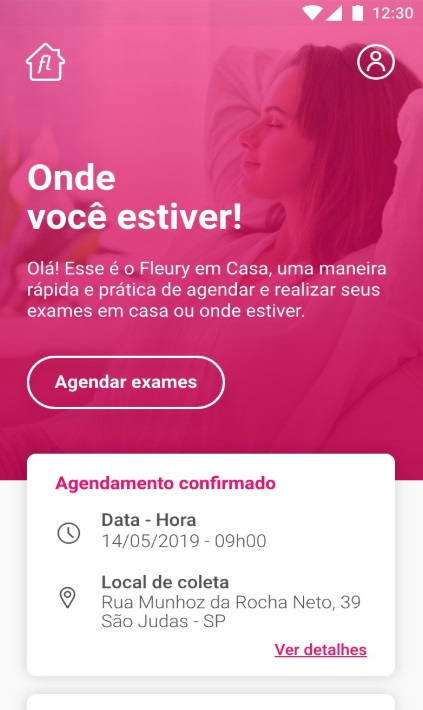 12:30
fl
Onde
você estiver!
Olá! Esse é o Fleury em Casa, uma maneira
rápida e prática de agendar e realizar seus
exames em casa ou onde estiver.
Agendar exames
Agendamento confirmado
Data - Hora
14/05/2019 - 09h00
Local de coleta
Rua Munhoz da Rocha Neto, 39
São Judas - SP
Ver detalhes